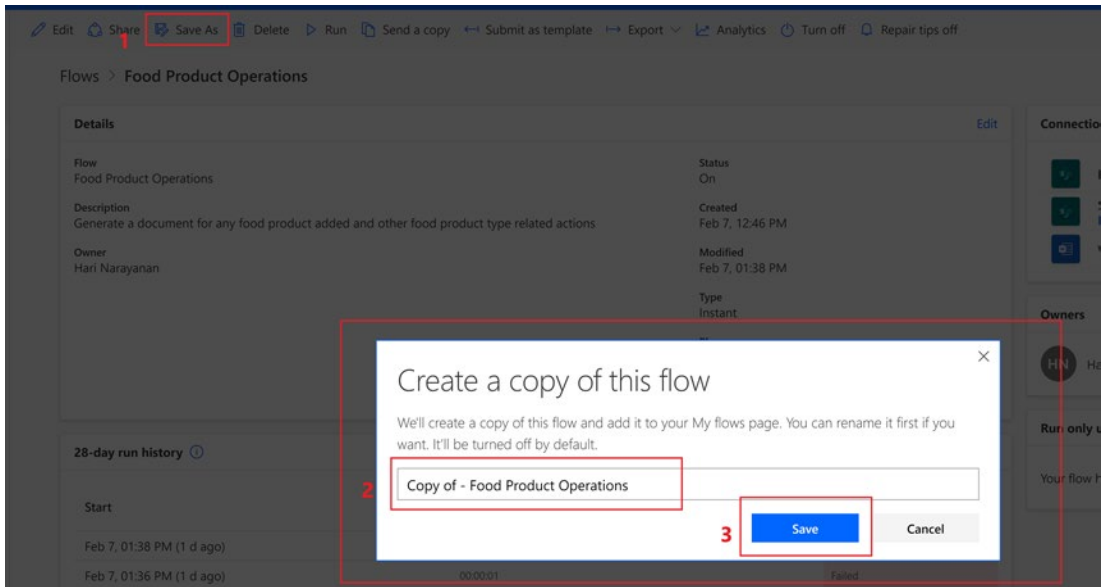 Edit Share Save As Delete Run Send a copy Submit as template Export Analytics Turn off Repair tips off
1
Flows > Food Product Operations
Details Edit
Flow
Food Product Operations
Description
Generate a document for any food product added and other food product type related actions
Owner
Hari Narayanan
Status
On
Created
Feb 7, 12:46 PM
Modified
Feb 7, 01:38 PM
Type
Instant
Owners
HN
Create a copy of this flow
We'll create a copy of this flow and add it to your My flows page. You can rename it first if you
want. It'll be turned off by default.
2
Copy of - Food Product Operations
3
Save Cancel
28-day run history
Start
Feb 7, 01:38 PM (1 d ago)
Feb 7, 01:36 PM (1 d ago) 00:00:01 Failed
Run only
Your flow